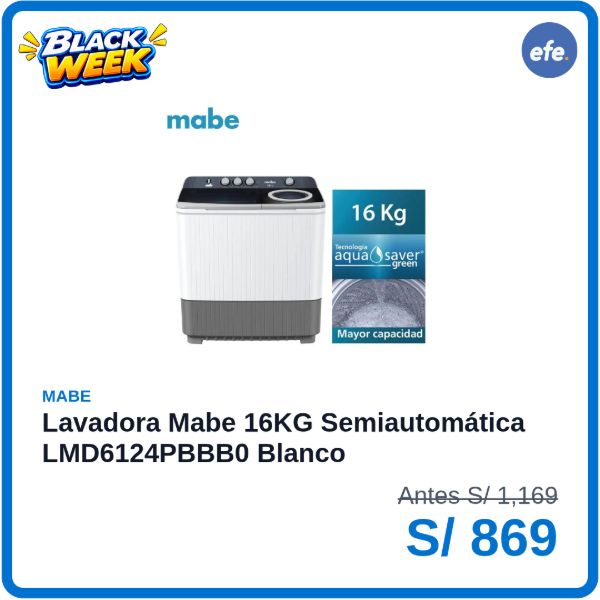 BLACK
WEEK
efe.
mabe
16 Kg
Tecnología
aqua saver®
green
Mayor capacidad
MABE
Lavadora Mabe 16KG Semiautomática
LMD6124PBBB0 Blanco
Antes S/ 1,169
S/ 869